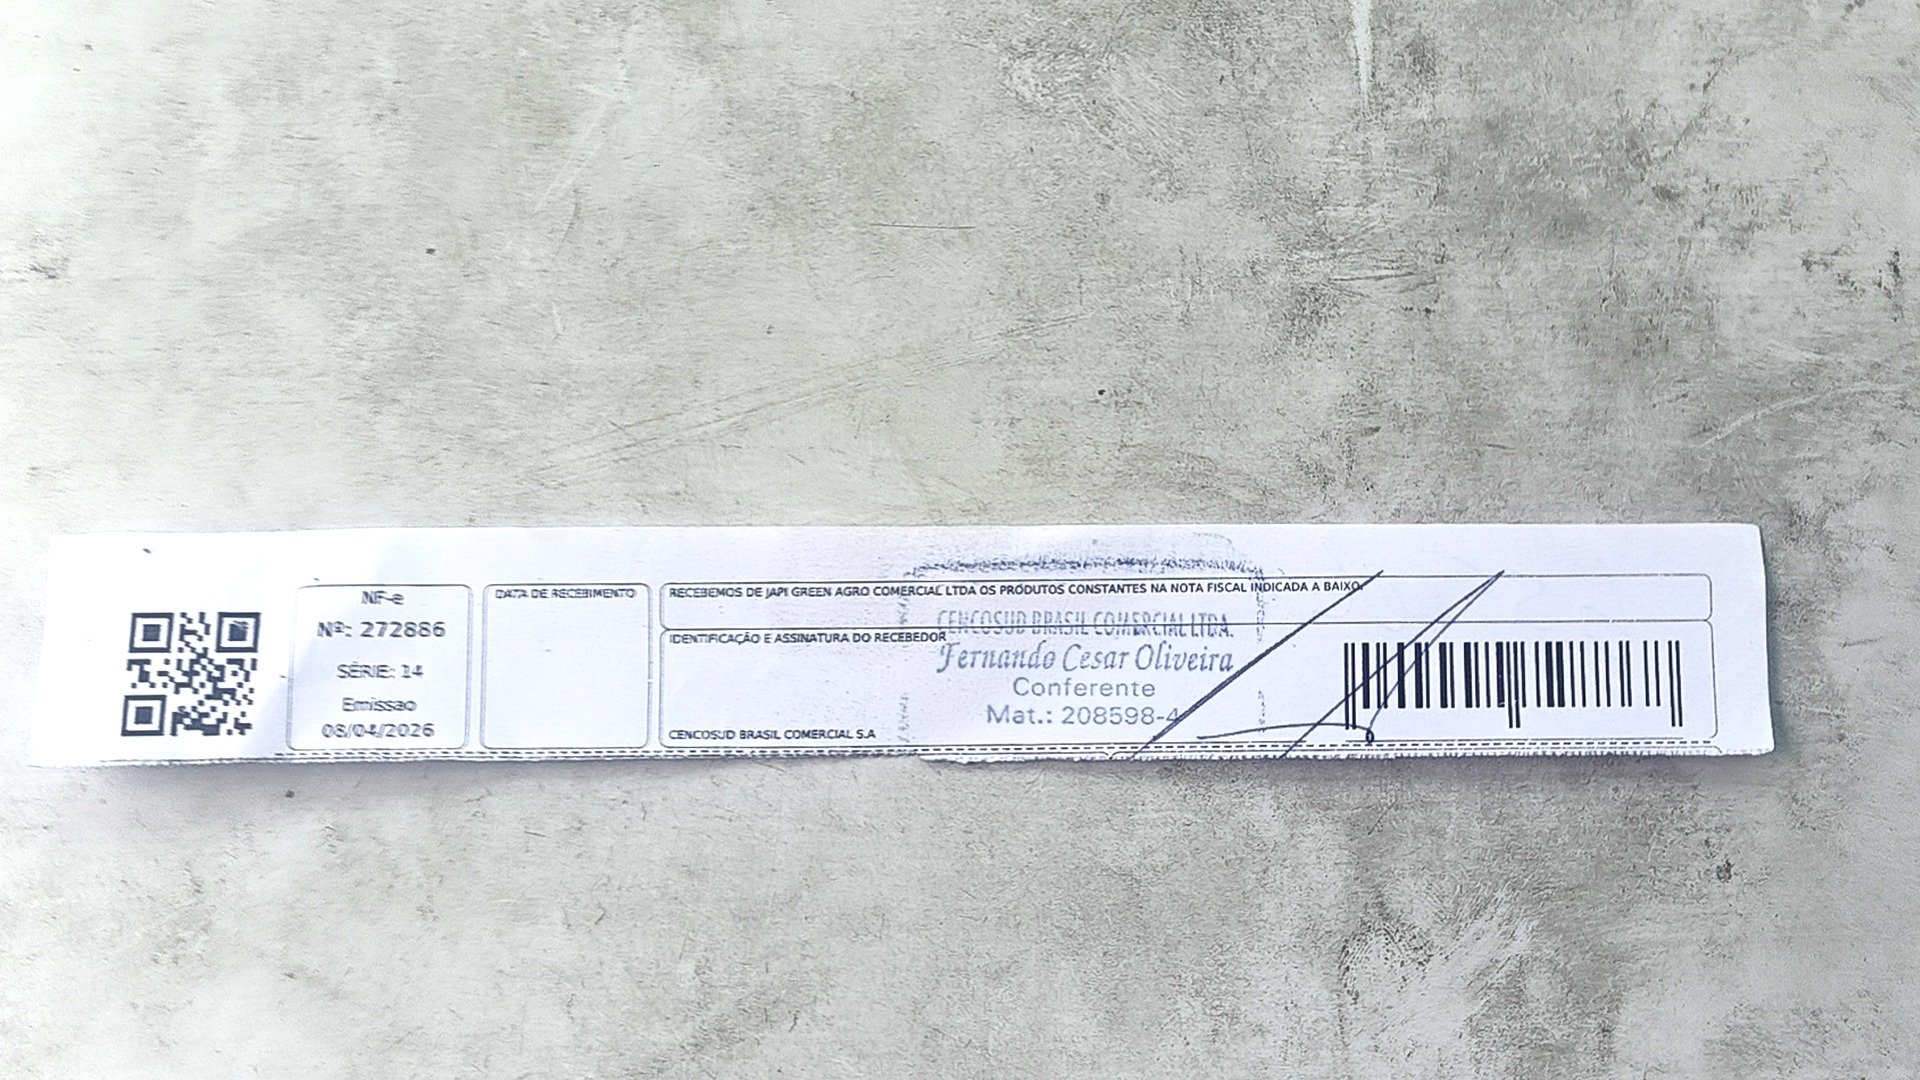 NF-e
Nº: 272886
SÉRIE: 14
Emissao
08/04/2026
DATA DE RECEBIMENTO
RECEBEMOS DE JAPI GREEN AGRO COMERCIAL LTDA OS PRODUTOS CONSTANTES NA NOTA FISCAL INDICADA A BAIXO.
IDENTIFICAÇÃO E ASSINATURA DO RECEBEDOR
CENCOSUD BRASIL COMERCIAL LTDA.
Fernando Cesar Oliveira
Conferente
Mat.: 208598-4
CENCOSUD BRASIL COMERCIAL S.A